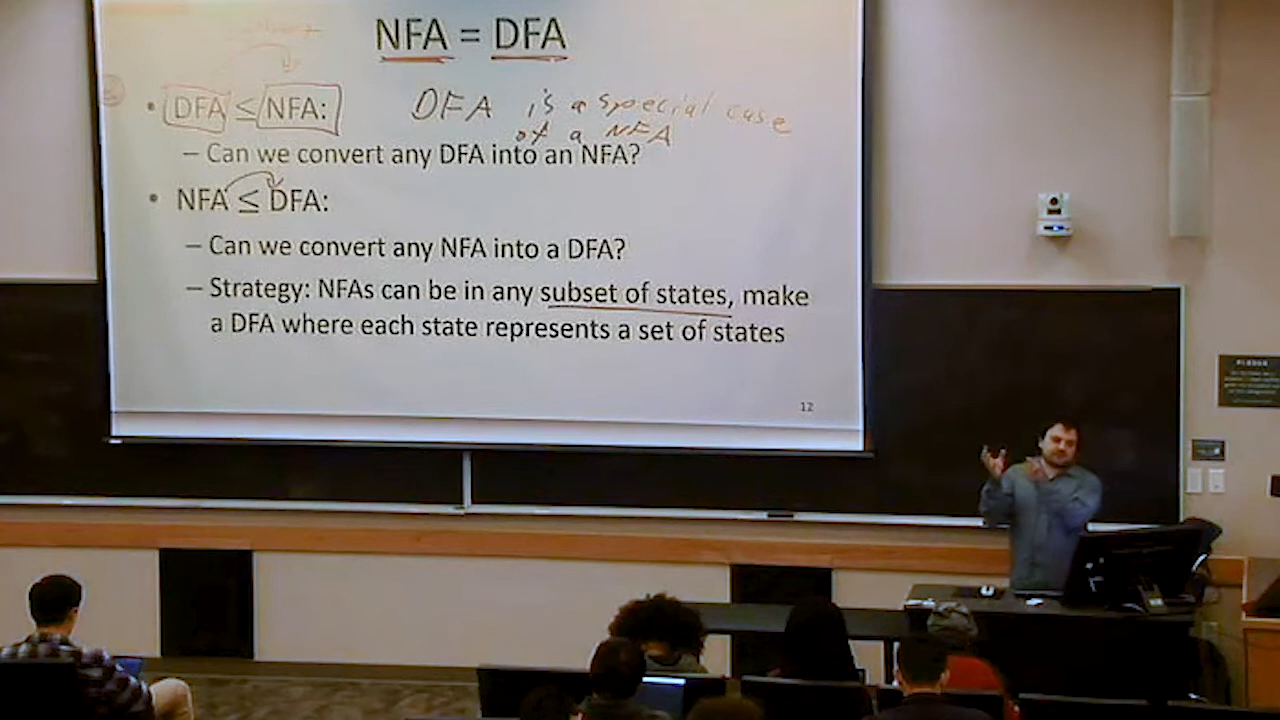 NFA = DFA
• DFA ≤ NFA:
DFA is a special case
of a NFA
– Can we convert any DFA into an NFA?
• NFA ≤ DFA:
– Can we convert any NFA into a DFA?
– Strategy: NFAs can be in any subset of states, make
a DFA where each state represents a set of states
12